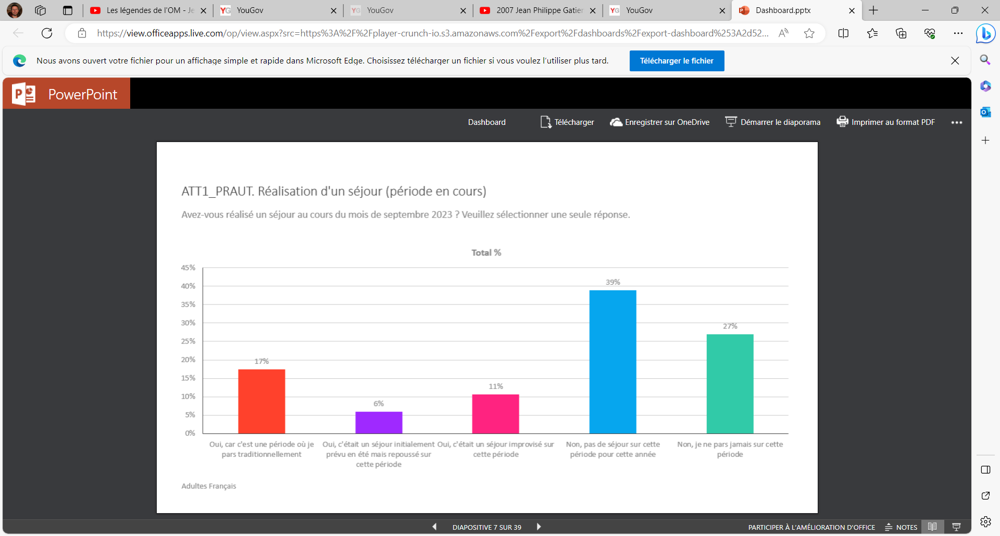 Les légendes de l'OM - Je
YouGov
YouGov
2007 Jean Philippe Gatier
YouGov
Dashboard.pptx
https://view.officeapps.live.com/op/view.aspx?src=https%3A%2F%2Fplayer-crunch-io.s3.amazonaws.com%2Fexport%2Fdashboards%2Fexport-dashboard%253A2d52...
Nous avons ouvert votre fichier pour un affichage simple et rapide dans Microsoft Edge. Choisissez télécharger un fichier si vous voulez l'utiliser plus tard.
Télécharger le fichier
PowerPoint
Dashboard
Télécharger
Enregistrer sur OneDrive
Démarrer le diaporama
Imprimer au format PDF
ATT1_PRAUT. Réalisation d'un séjour (période en cours)
Avez-vous réalisé un séjour au cours du mois de septembre 2023 ? Veuillez sélectionner une seule réponse.
Total %
45%
40%
35%
30%
25%
20%
15%
10%
5%
0%
17%
6%
11%
39%
27%
Oui, car c'est une période où je
pars traditionnellement
Oui, c'était un séjour initialement
prévu en été mais repoussé sur
cette période
Oui, c'était un séjour improvisé sur
cette période
Non, pas de séjour sur cette
période pour cette année
Non, je ne pars jamais sur cette
période
Adultes Français
DIAPOSITIVE 7 SUR 39
PARTICIPER À L'AMÉLIORATION D'OFFICE
NOTES